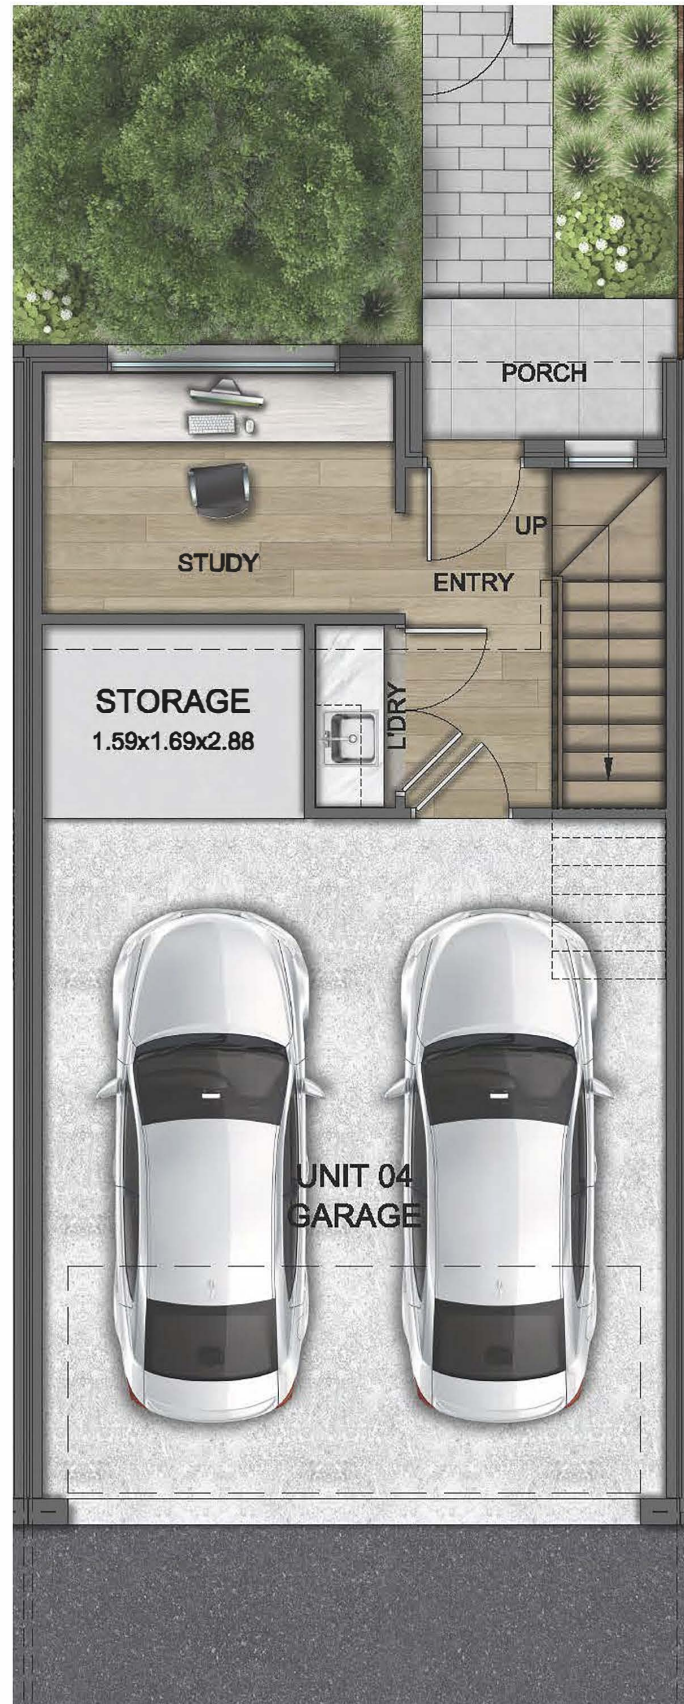 PORCH
UP
STUDY
ENTRY
STORAGE
1.59x1.69x2.88
L'DRY
UNIT 04
GARAGE